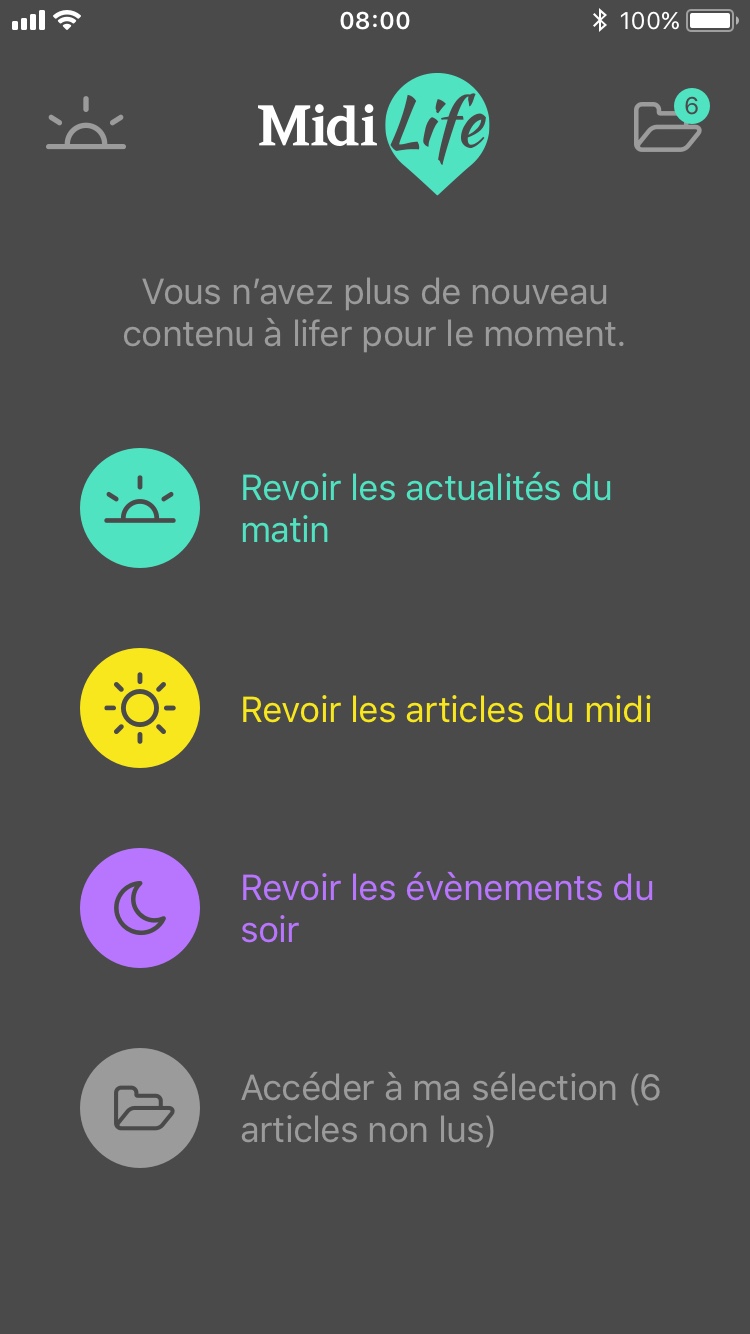 08:00
100%
Midi Life
6
Vous n’avez plus de nouveau
contenu à lifer pour le moment.
Revoir les actualités du
matin
Revoir les articles du midi
Revoir les évènements du
soir
Accéder à ma sélection (6
articles non lus)